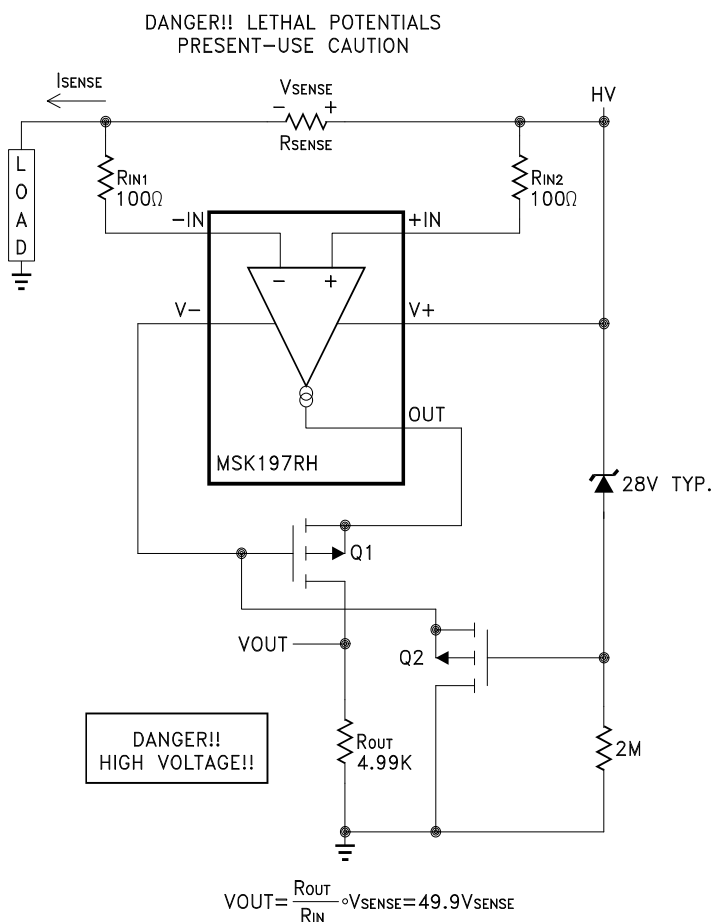 DANGER!! LETHAL POTENTIALS
PRESENT-USE CAUTION
ISENSE
VSENSE
- +
RSENSE
HV
LOAD
RIN1
100Ω
RIN2
100Ω
-IN
+IN
- +
V-
V+
OUT
MSK197RH
28V TYP.
Q1
VOUT
Q2
DANGER!!
HIGH VOLTAGE!!
ROUT
4.99K
2M
VOUT=ROUT/RIN∘VSENSE=49.9VSENSE